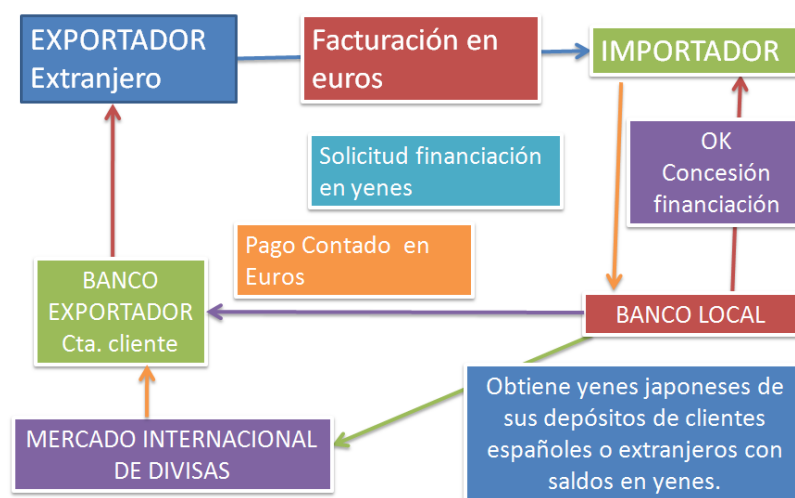 EXPORTADOR
Extranjero
Facturación en
euros
IMPORTADOR
Solicitud financiación
en yenes
OK
Concesión
financiación
Pago Contado en
Euros
BANCO
EXPORTADOR
Cta. cliente
BANCO LOCAL
Obtiene yenes japoneses de
sus depósitos de clientes
españoles o extranjeros con
saldos en yenes.
MERCADO INTERNACIONAL
DE DIVISAS